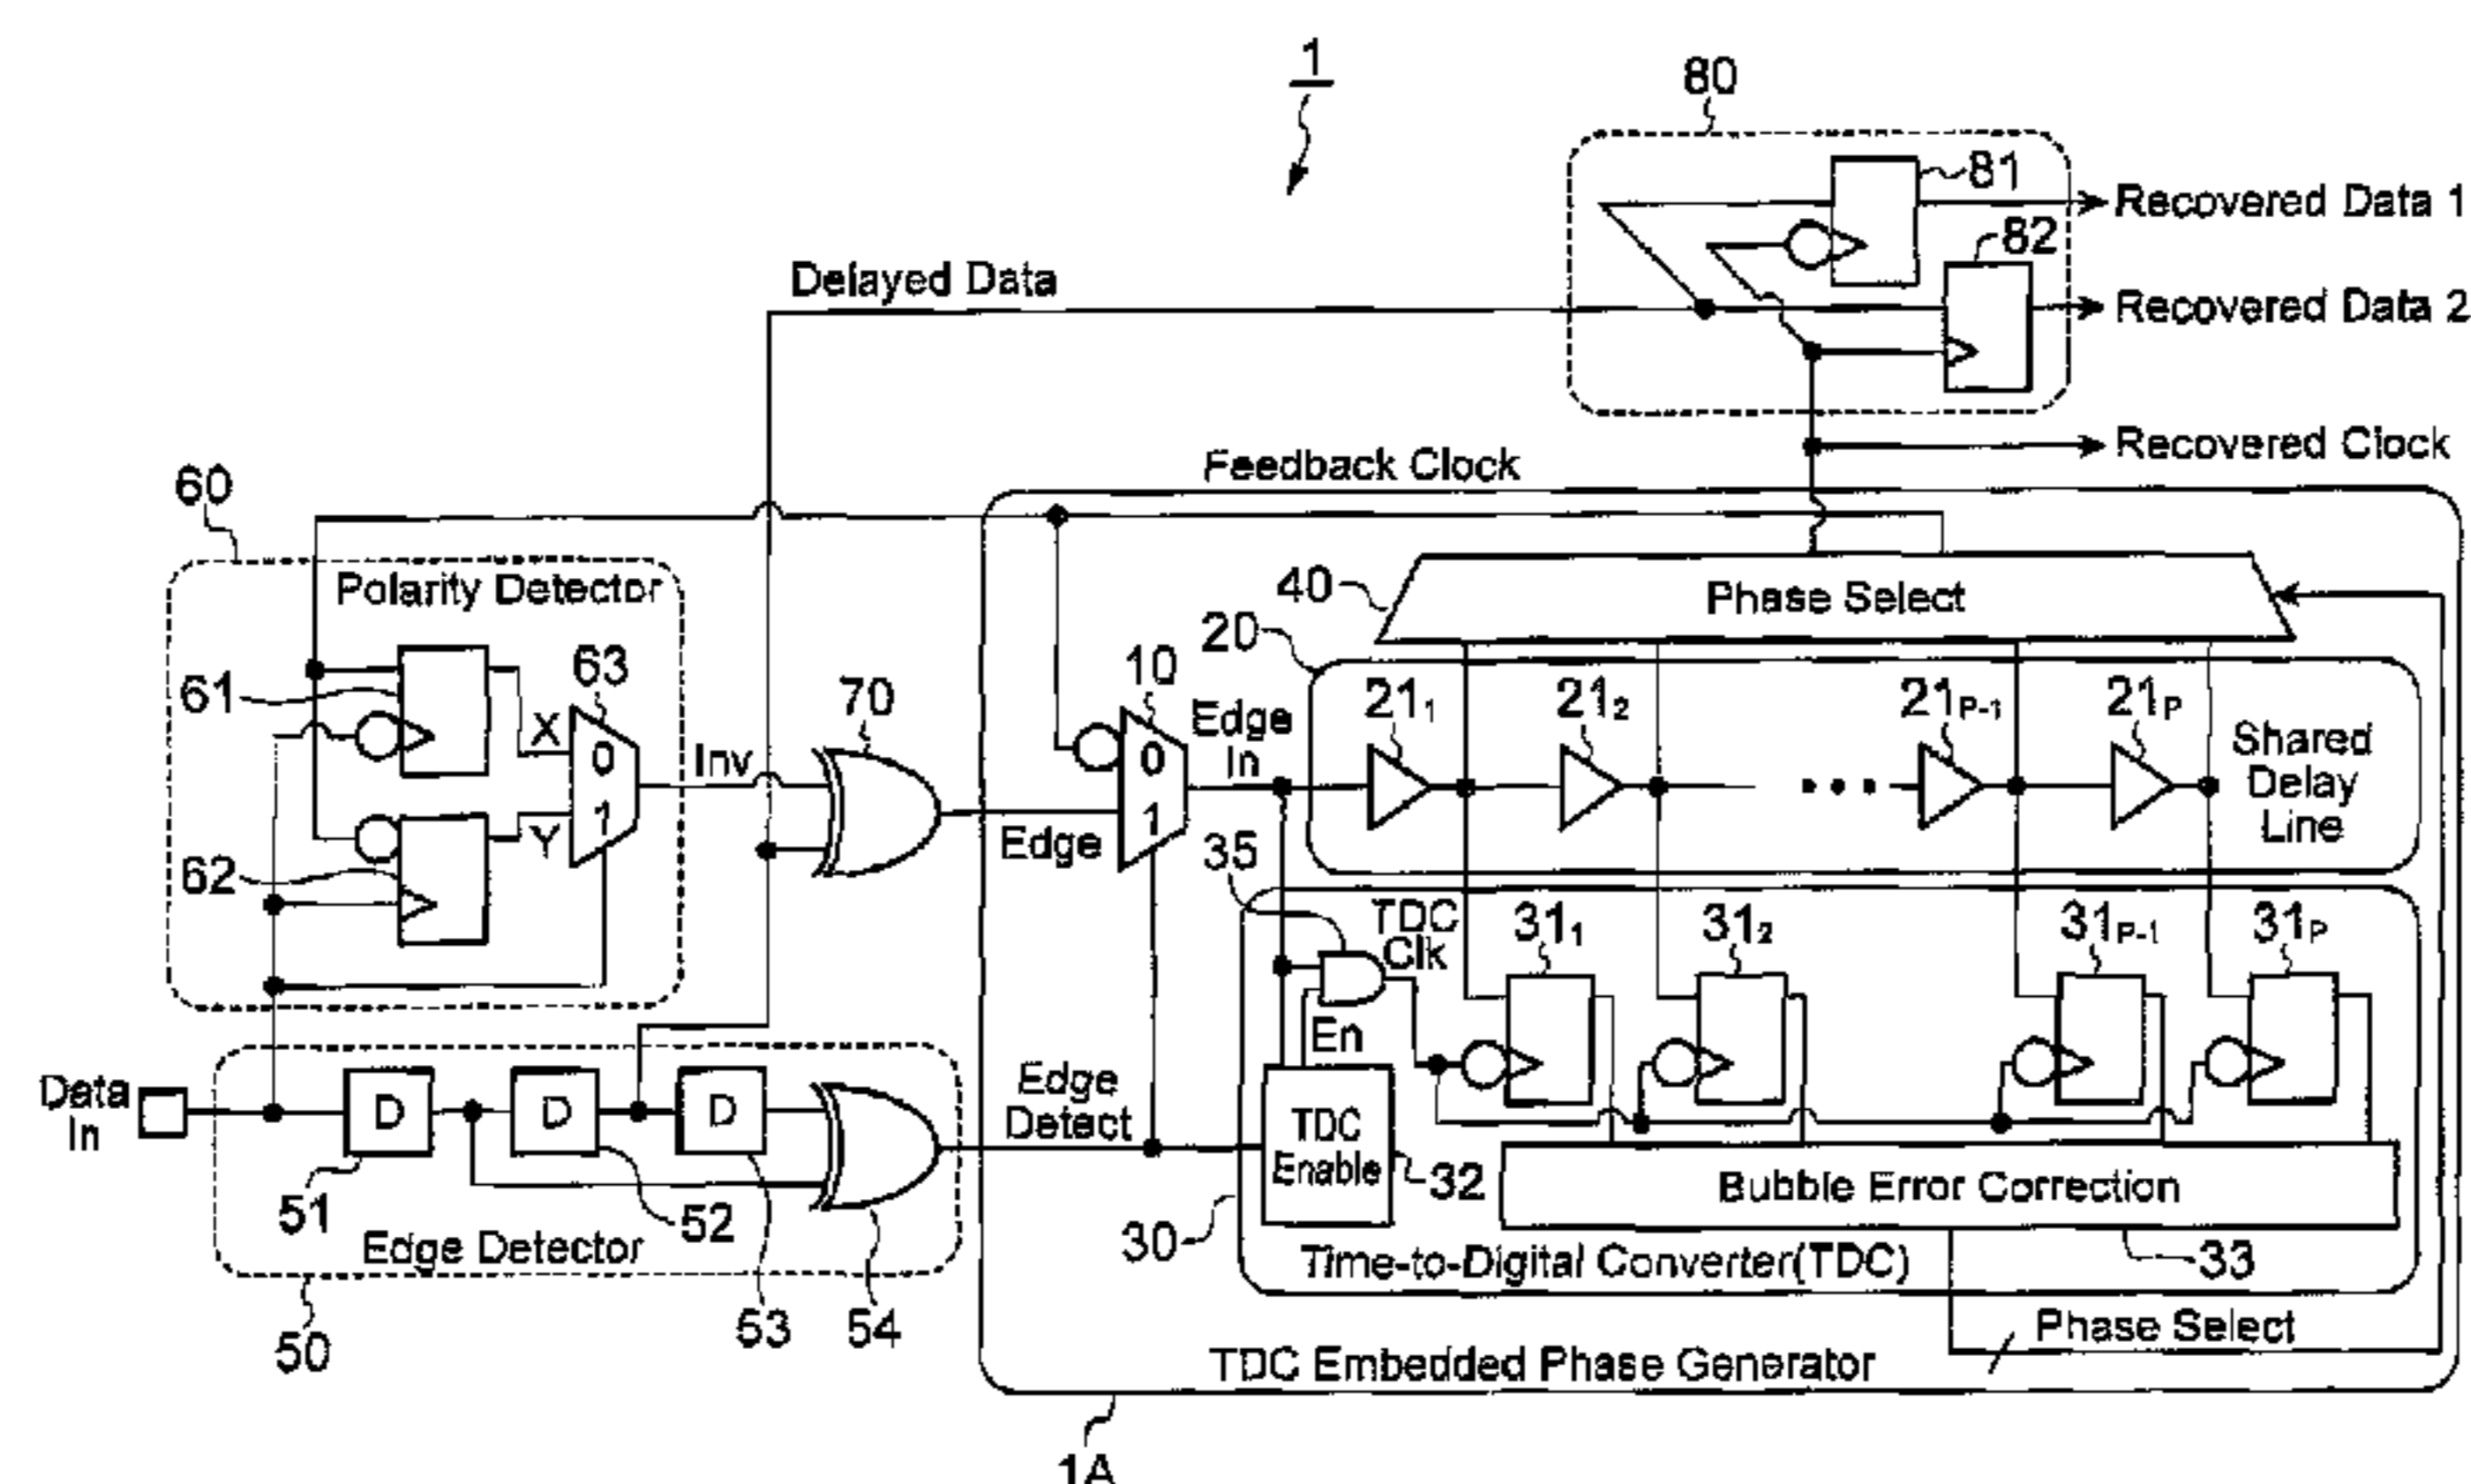 1
80
81
Recovered Data 1
82
Delayed Data
Recovered Data 2
Recovered Clock
Feedback Clock
60
Polarity Detector
40
Phase Select
20
61
63
X
0
1
Y
62
Inv
70
10
0
1
Edge
In
Edge
21₁
21₂
21P-1
21P
Shared
Delay
Line
35
TDC
Clk
31₁
31₂
31P-1
31P
En
Data
In
D
D
D
51
52
53
54
Edge Detector
50
Edge
Detect
TDC
Enable
32
30
Bubble Error Correction
33
Time-to-Digital Converter(TDC)
Phase Select
TDC Embedded Phase Generator
1A